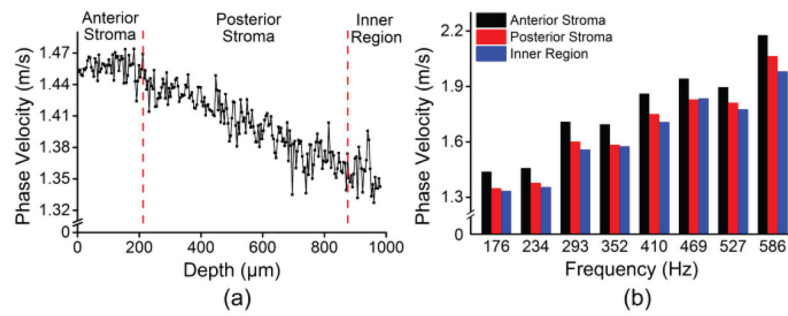 Anterior Stroma
Posterior Stroma
Inner Region
Phase Velocity (m/s)
1.47
1.44
1.41
1.38
1.35
1.32
0
0 200 400 600 800 1000
Depth (μm)
(a)
Anterior Stroma
Posterior Stroma
Inner Region
Phase Velocity (m/s)
2.2
1.9
1.6
1.3
0
176 234 293 352 410 469 527 586
Frequency (Hz)
(b)